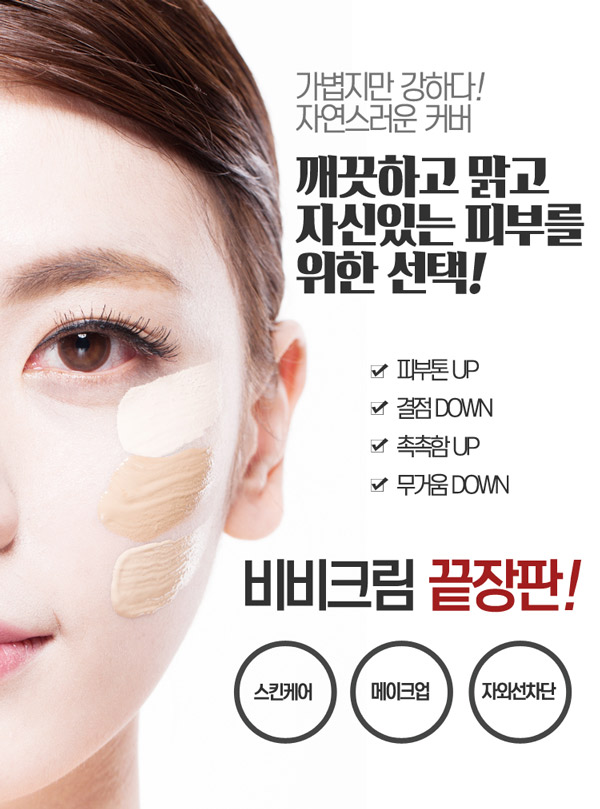 가볍지만 강하다!
자연스러운 커버
깨끗하고 맑고
자신있는 피부를
위한 선택!
피부톤 UP
결점 DOWN
촉촉함 UP
무거움 DOWN
비비크림 끝장판!
스킨케어
메이크업
자외선차단